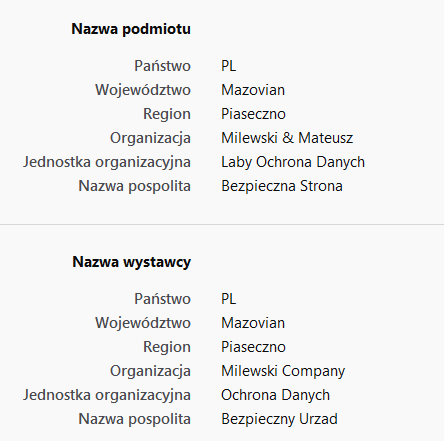 Nazwa podmiotu
Państwo PL
Województwo Mazovian
Region Piaseczno
Organizacja Milewski & Mateusz
Jednostka organizacyjna Laby Ochrona Danych
Nazwa pospolita Bezpieczna Strona
Nazwa wystawcy
Państwo PL
Województwo Mazovian
Region Piaseczno
Organizacja Milewski Company
Jednostka organizacyjna Ochrona Danych
Nazwa pospolita Bezpieczny Urzad